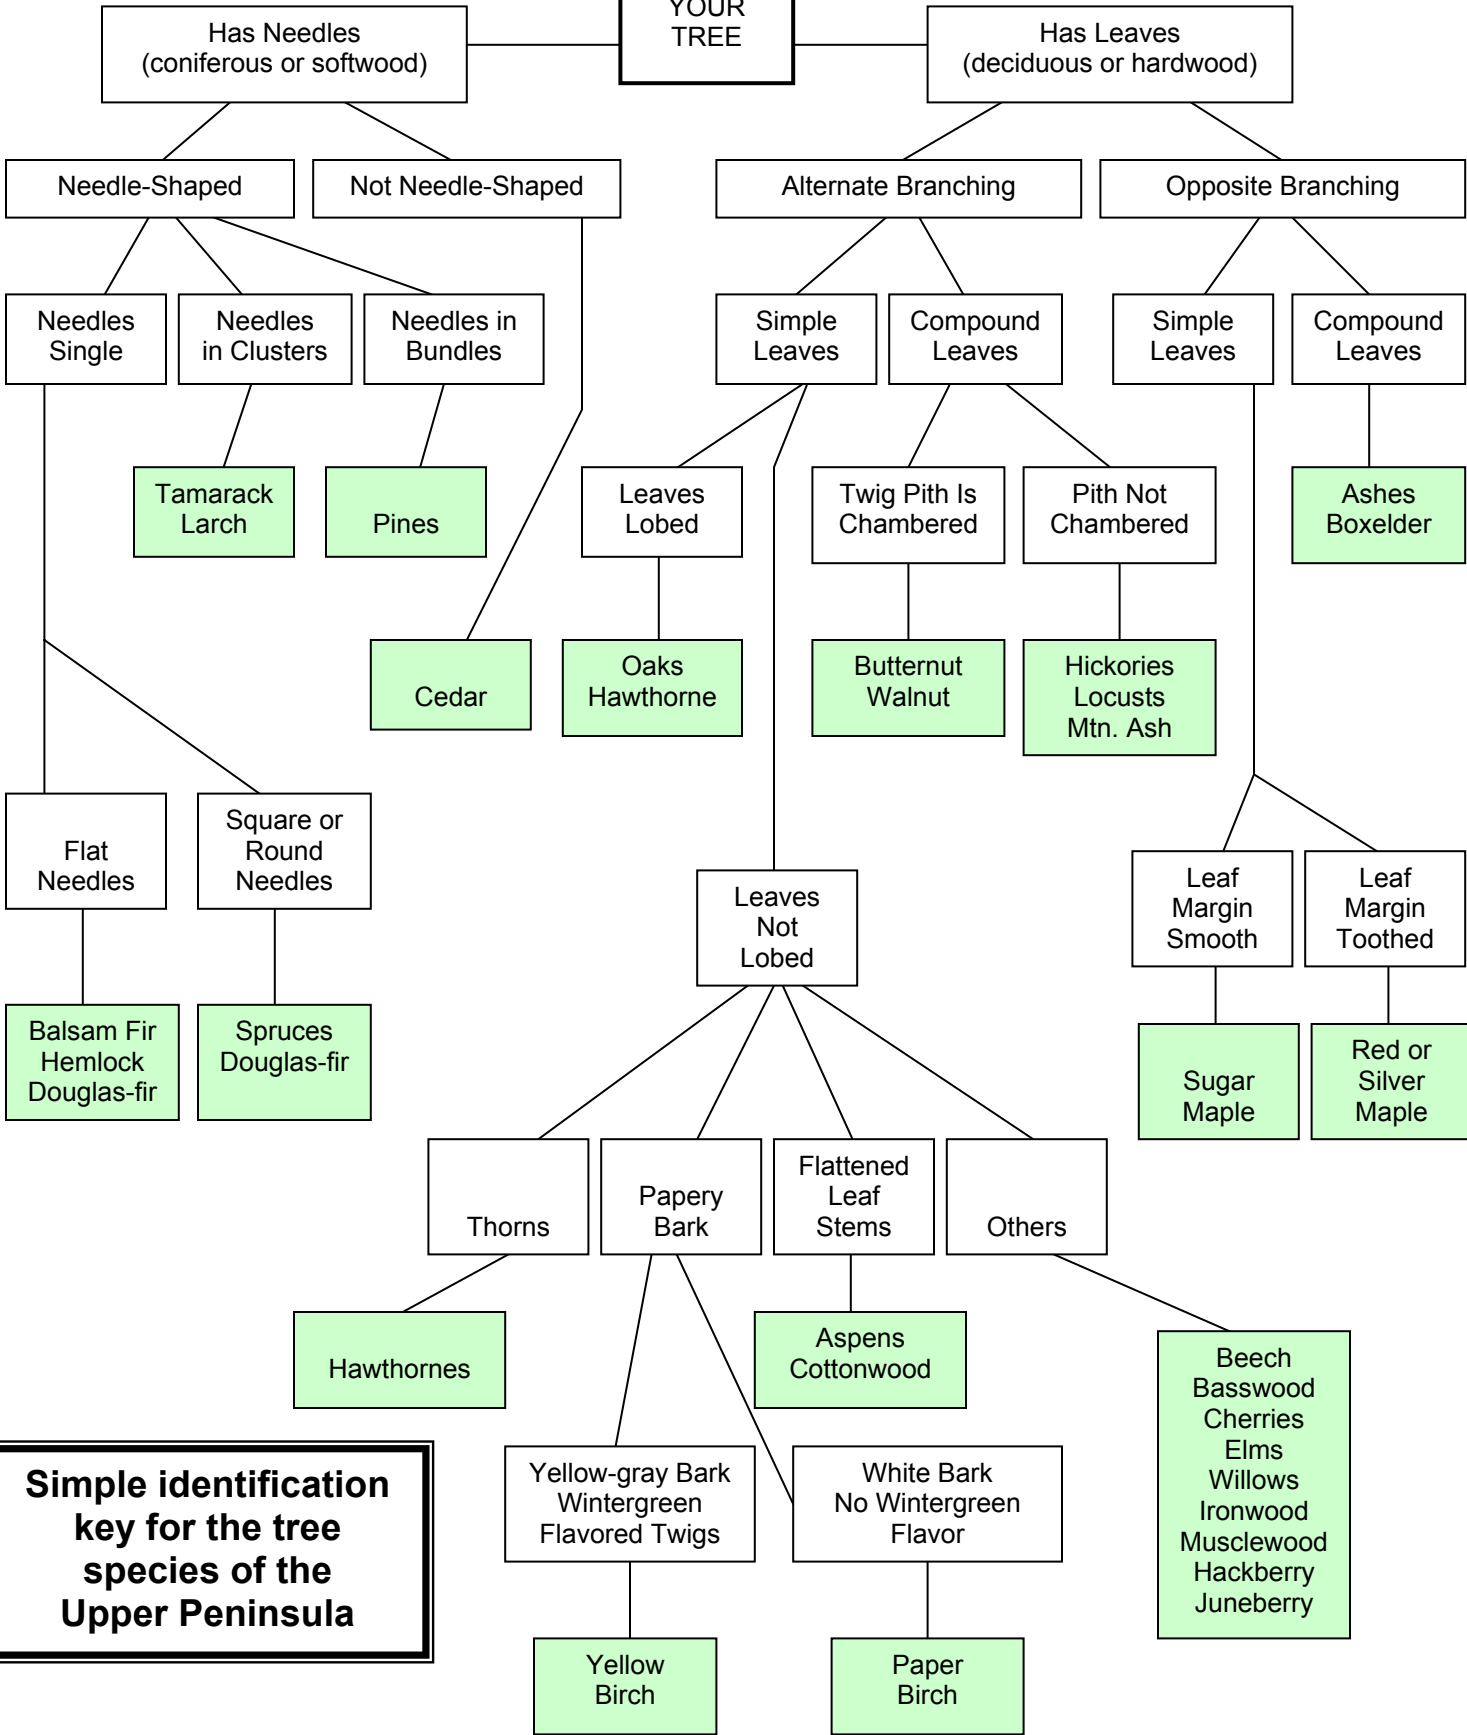 YOUR
TREE
Has Needles
(coniferous or softwood)
Has Leaves
(deciduous or hardwood)
Needle-Shaped
Not Needle-Shaped
Alternate Branching
Opposite Branching
Needles
Single
Needles
in Clusters
Needles in
Bundles
Simple
Leaves
Compound
Leaves
Simple
Leaves
Compound
Leaves
Tamarack
Larch
Pines
Leaves
Lobed
Twig Pith Is
Chambered
Pith Not
Chambered
Ashes
Boxelder
Cedar
Oaks
Hawthorne
Butternut
Walnut
Hickories
Locusts
Mtn. Ash
Flat
Needles
Square or
Round
Needles
Leaves
Not
Lobed
Leaf
Margin
Smooth
Leaf
Margin
Toothed
Balsam Fir
Hemlock
Douglas-fir
Spruces
Douglas-fir
Sugar
Maple
Red or
Silver
Maple
Thorns
Papery
Bark
Flattened
Leaf
Stems
Others
Hawthornes
Aspens
Cottonwood
Beech
Basswood
Cherries
Elms
Willows
Ironwood
Musclewood
Hackberry
Juneberry
Yellow-gray Bark
Wintergreen
Flavored Twigs
White Bark
No Wintergreen
Flavor
Simple identification
key for the tree
species of the
Upper Peninsula
Yellow
Birch
Paper
Birch